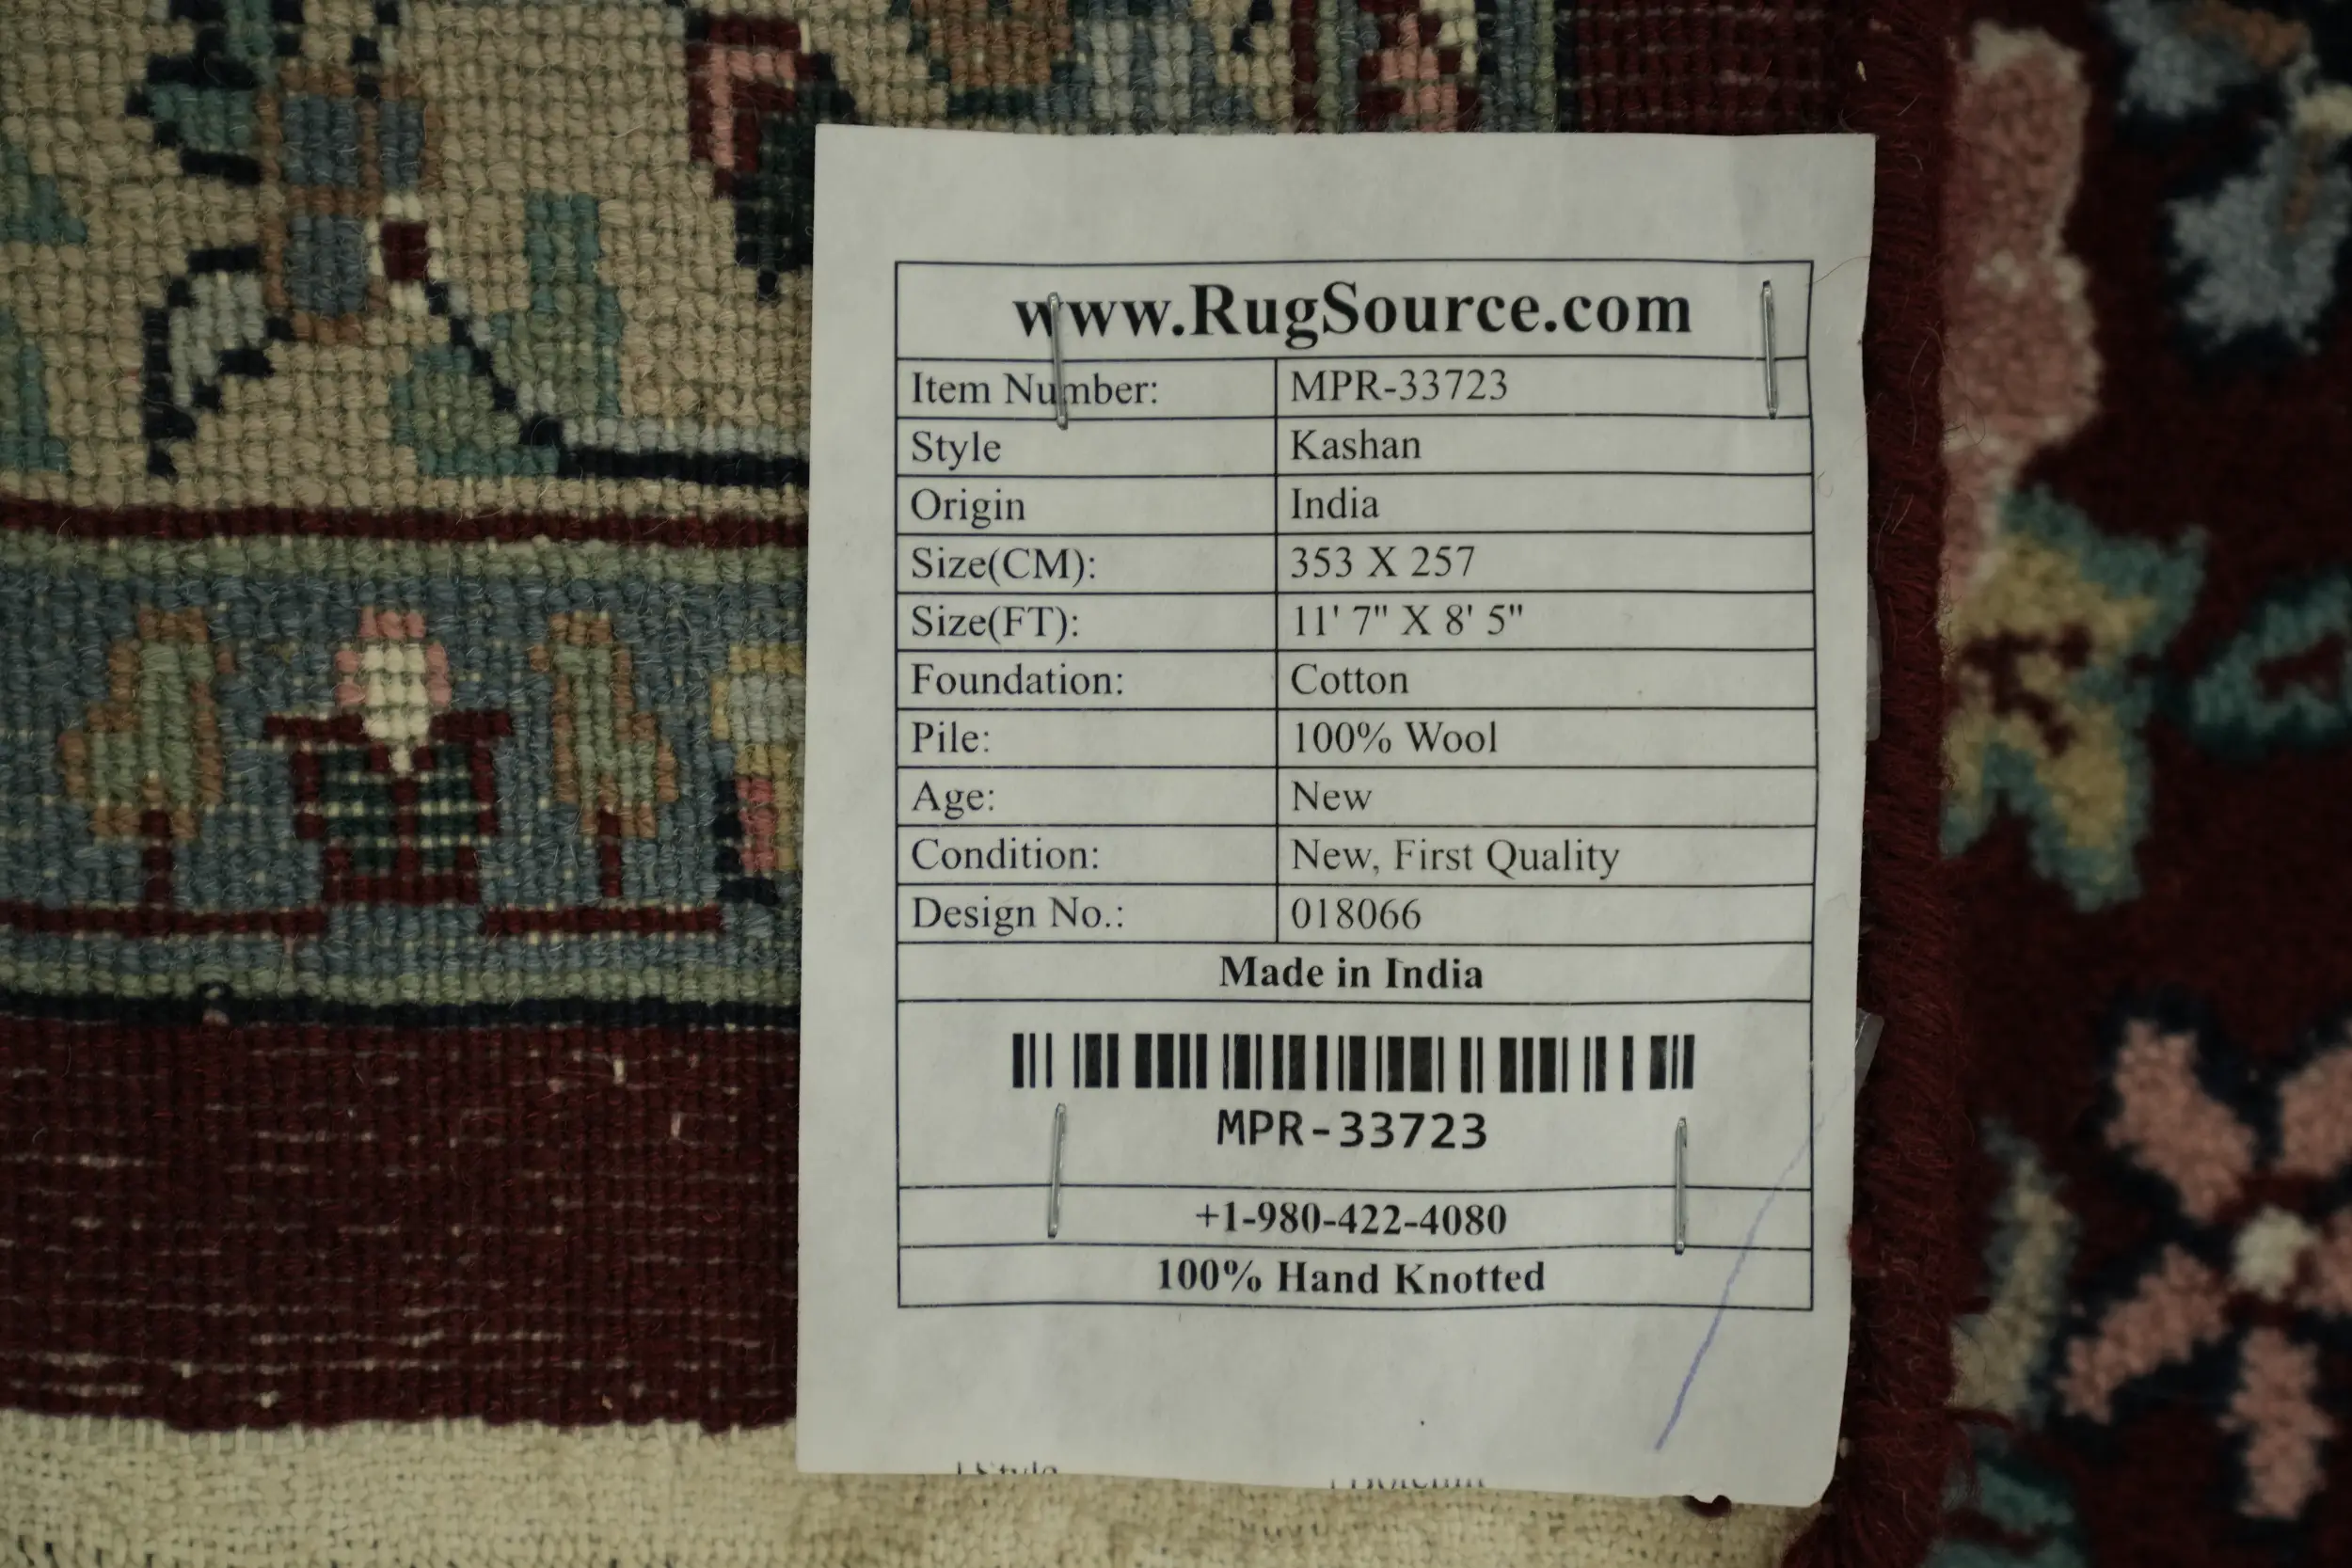 www.RugSource.com
Item Number: MPR-33723
Style Kashan
Origin India
Size(CM): 353 X 257
Size(FT): 11' 7" X 8' 5"
Foundation: Cotton
Pile: 100% Wool
Age: New
Condition: New, First Quality
Design No.: 018066
Made in India
MPR-33723
+1-980-422-4080
100% Hand Knotted
Style